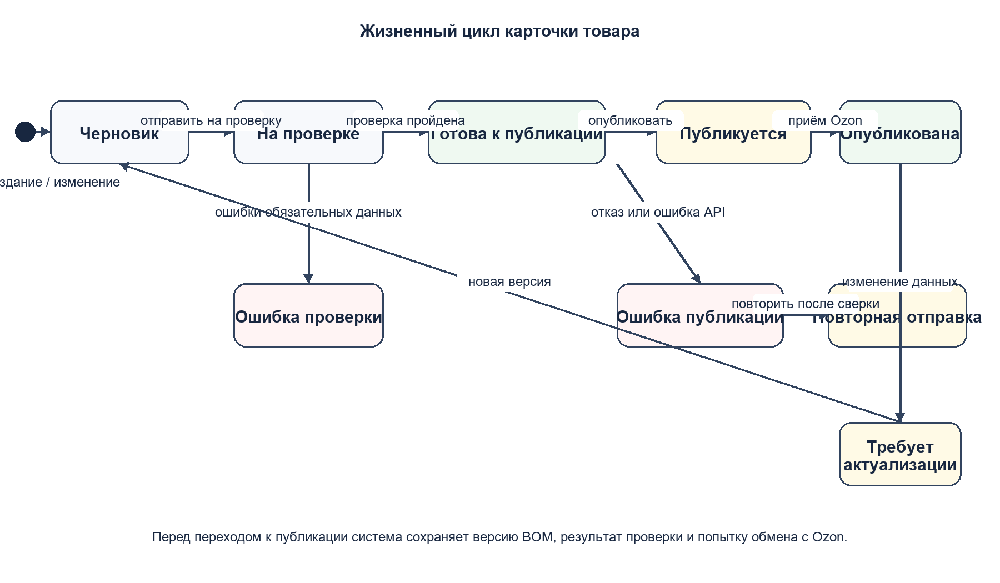 Жизненный цикл карточки товара
отправить на проверку
проверка пройдена
опубликовать
приём Ozon
Черновик
На проверке
Готова к публикации
Публикуется
Опубликована
здание / изменение
ошибки обязательных данных
отказ или ошибка API
новая версия
изменение данных
повторить после сверки
Ошибка проверки
Ошибка публикации
Повторная отправка
Требует
актуализации
Перед переходом к публикации система сохраняет версию BOM, результат проверки и попытку обмена с Ozon.